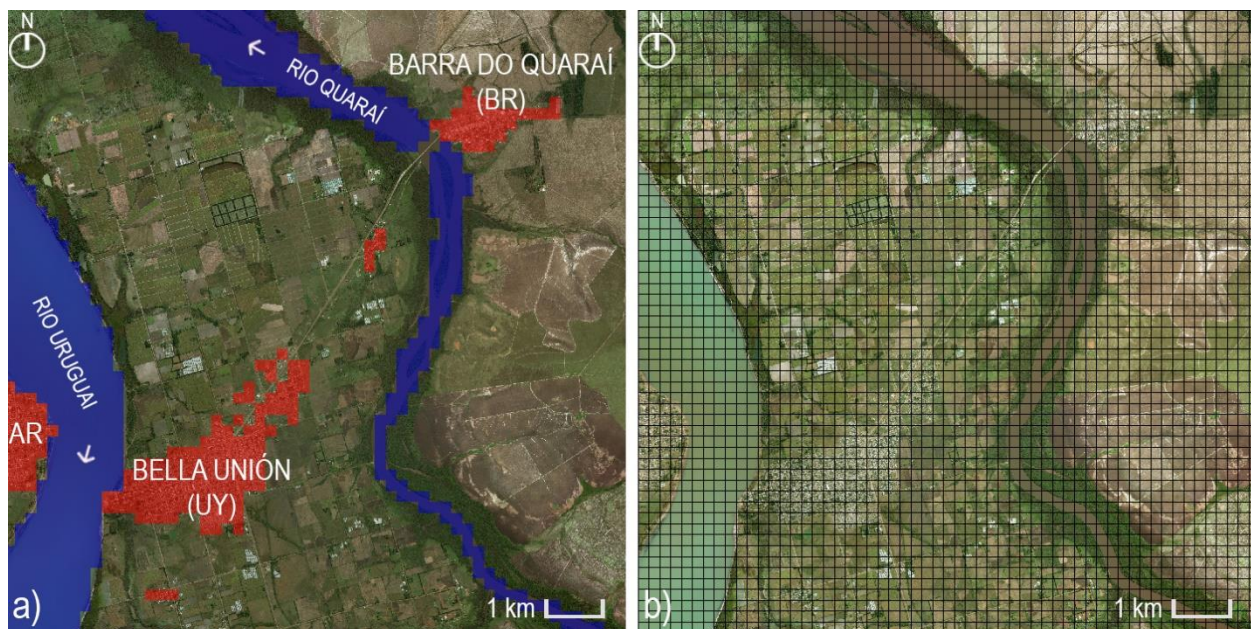 N
RIO QUARAÍ
BARRA DO QUARAÍ
(BR)
RIO URUGUAI
AR
BELLA UNIÓN
(UY)
a)
1 km
N
b)
1 km